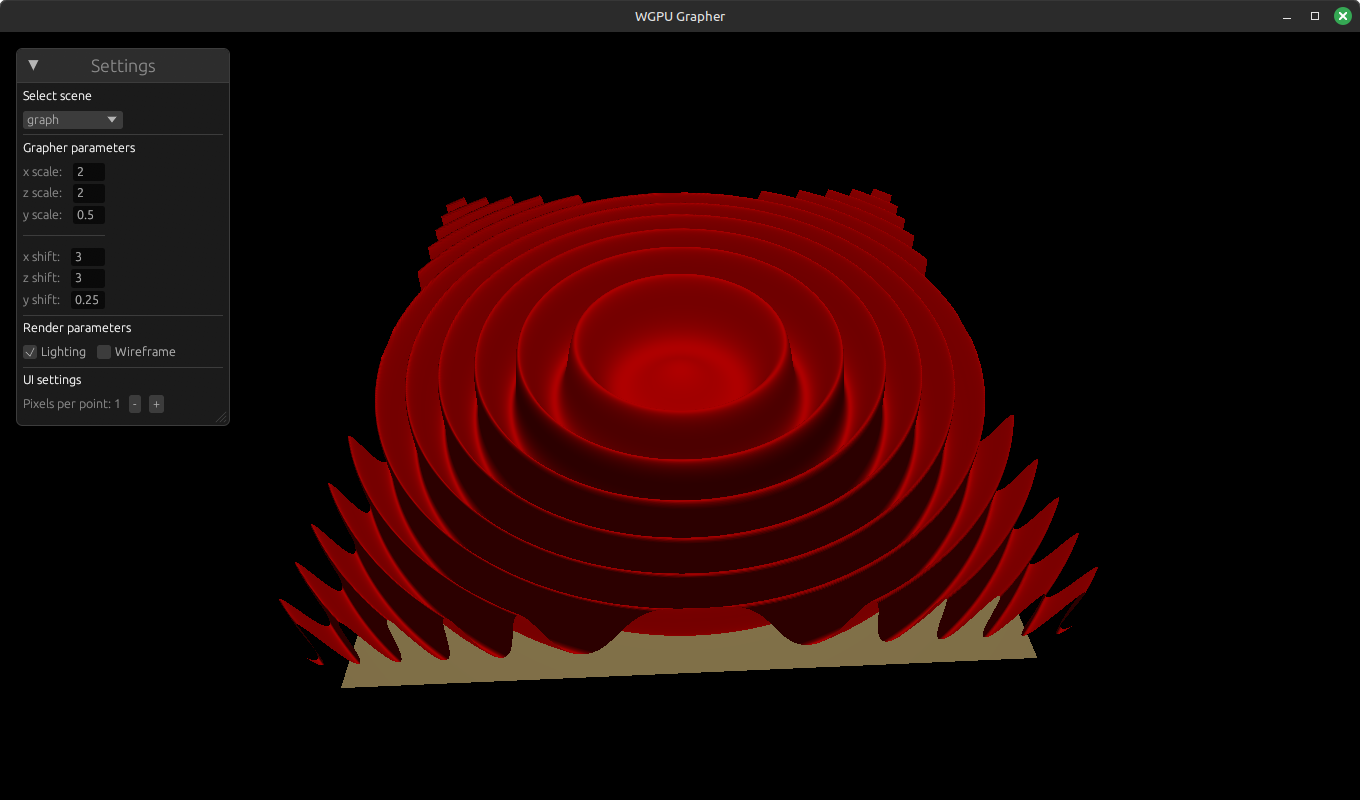 WGPU Grapher
Settings
Select scene
graph
Grapher parameters
x scale: 2
z scale: 2
y scale: 0.5
x shift: 3
z shift: 3
y shift: 0.25
Render parameters
Lighting Wireframe
UI settings
Pixels per point: 1 - +